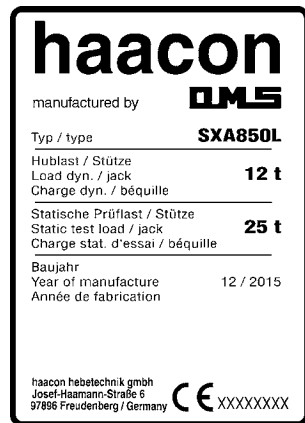 haacon
manufactured by OMS
Typ / type SXA850L
Hublast / Stütze
Load dyn. / jack 12 t
Charge dyn. / béquille
Statische Prüflast / Stütze
Static test load / jack 25 t
Charge stat. d'essai / béquille
Baujahr
Year of manufacture 12 / 2015
Année de fabrication
haacon hebetechnik gmbh
Josef-Haamann-Straße 6
97896 Freudenberg / Germany CE XXXXXXXX